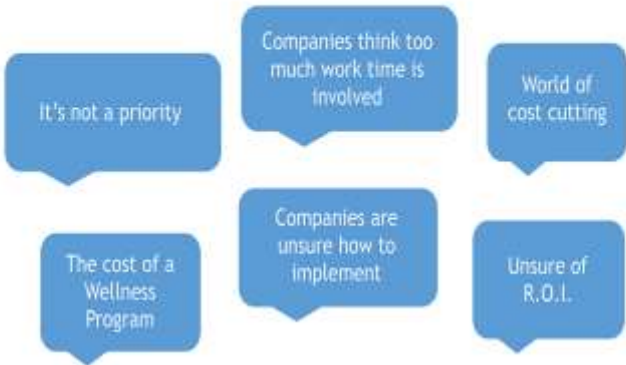 It's not a priority
Companies think too
much work time is
involved
World of
cost cutting
The cost of a
Wellness
Program
Companies are
unsure how to
implement
Unsure of
R.O.I.